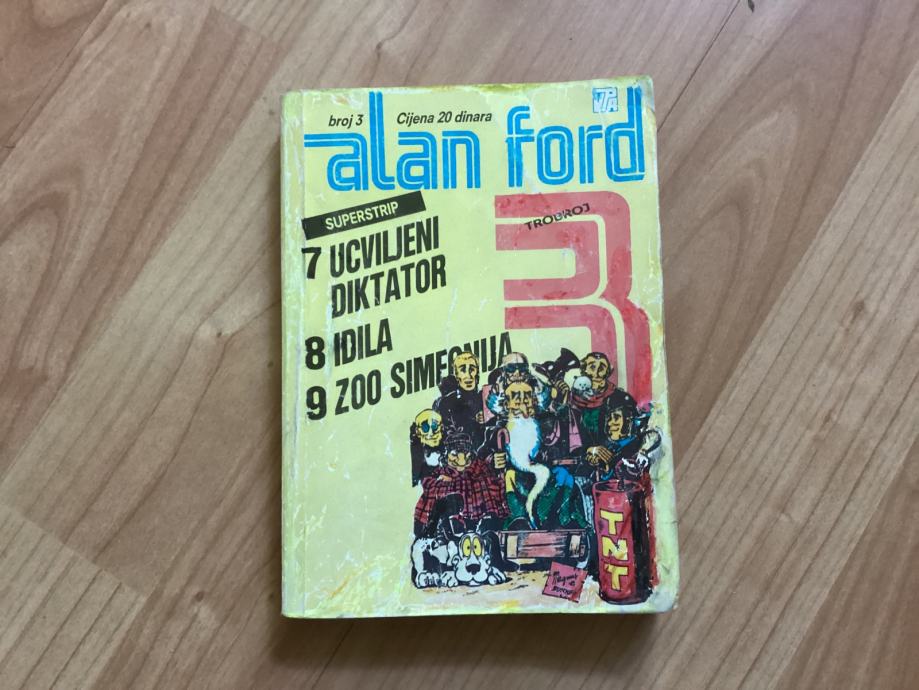 broj 3 Cijena 20 dinara
VPA
alan ford
SUPERSTRIP
TROBROJ
3
7 UCVILJENI
DIKTATOR
8 IDILA
9 ZOO SIMFONIJA
TNT